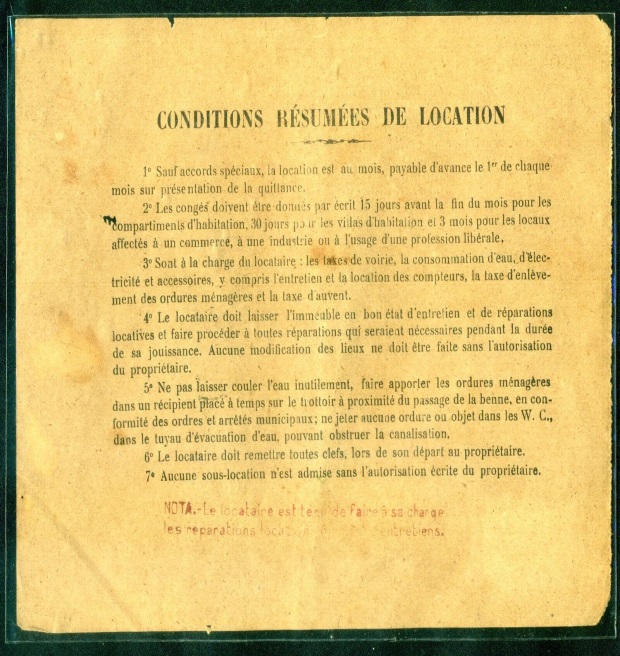 CONDITIONS RÉSUMÉES DE LOCATION
1º Sauf accords spéciaux, la location est au mois, payable d'avance le 1er de chaque
mois sur présentation de la quittance.
2º Les congés doivent être donnés par écrit 15 jours avant la fin du mois pour les
compartiments d'habitation, 30 jours pour les villas d'habitation et 3 mois pour les locaux
affectés à un commerce, à une industrie ou à l'usage d'une profession libérale.
3º Sont à la charge du locataire : les taxes de voirie, la consommation d'eau, d'élec-
tricité et accessoires, y compris l'entretien et la location des compteurs, la taxe d'enlève-
ment des ordures ménagères et la taxe d'auvent.
4º Le locataire doit laisser l'immeuble en bon état d'entretien et de réparations
locatives et faire procéder à toutes réparations qui seraient nécessaires pendant la durée
de sa jouissance. Aucune modification des lieux ne doit être faite sans l'autorisation
du propriétaire.
5º Ne pas laisser couler l'eau inutilement, faire apporter les ordures ménagères
dans un récipient placé à temps sur le trottoir à proximité du passage de la benne, en con-
formité des ordres et arrêtés municipaux; ne jeter aucune ordure ou objet dans les W. C.,
dans le tuyau d'évacuation d'eau, pouvant obstruer la canalisation.
6º Le locataire doit remettre toutes clefs, lors de son départ au propriétaire.
7º Aucune sous-location n'est admise sans l'autorisation écrite du propriétaire.
NOTA.-Le locataire est tenu de faire à sa charge
les reparations entretiens.